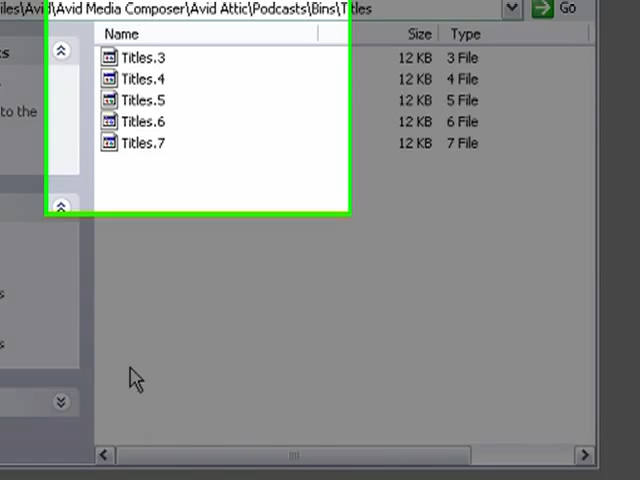 iles\Avid\Avid Media Composer\Avid Attic\Podcasts\Bins\Titles Go
Name Size Type
Titles.3 12 KB 3 File
Titles.4 12 KB 4 File
Titles.5 12 KB 5 File
Titles.6 12 KB 6 File
Titles.7 12 KB 7 File
ks
to the
s
s